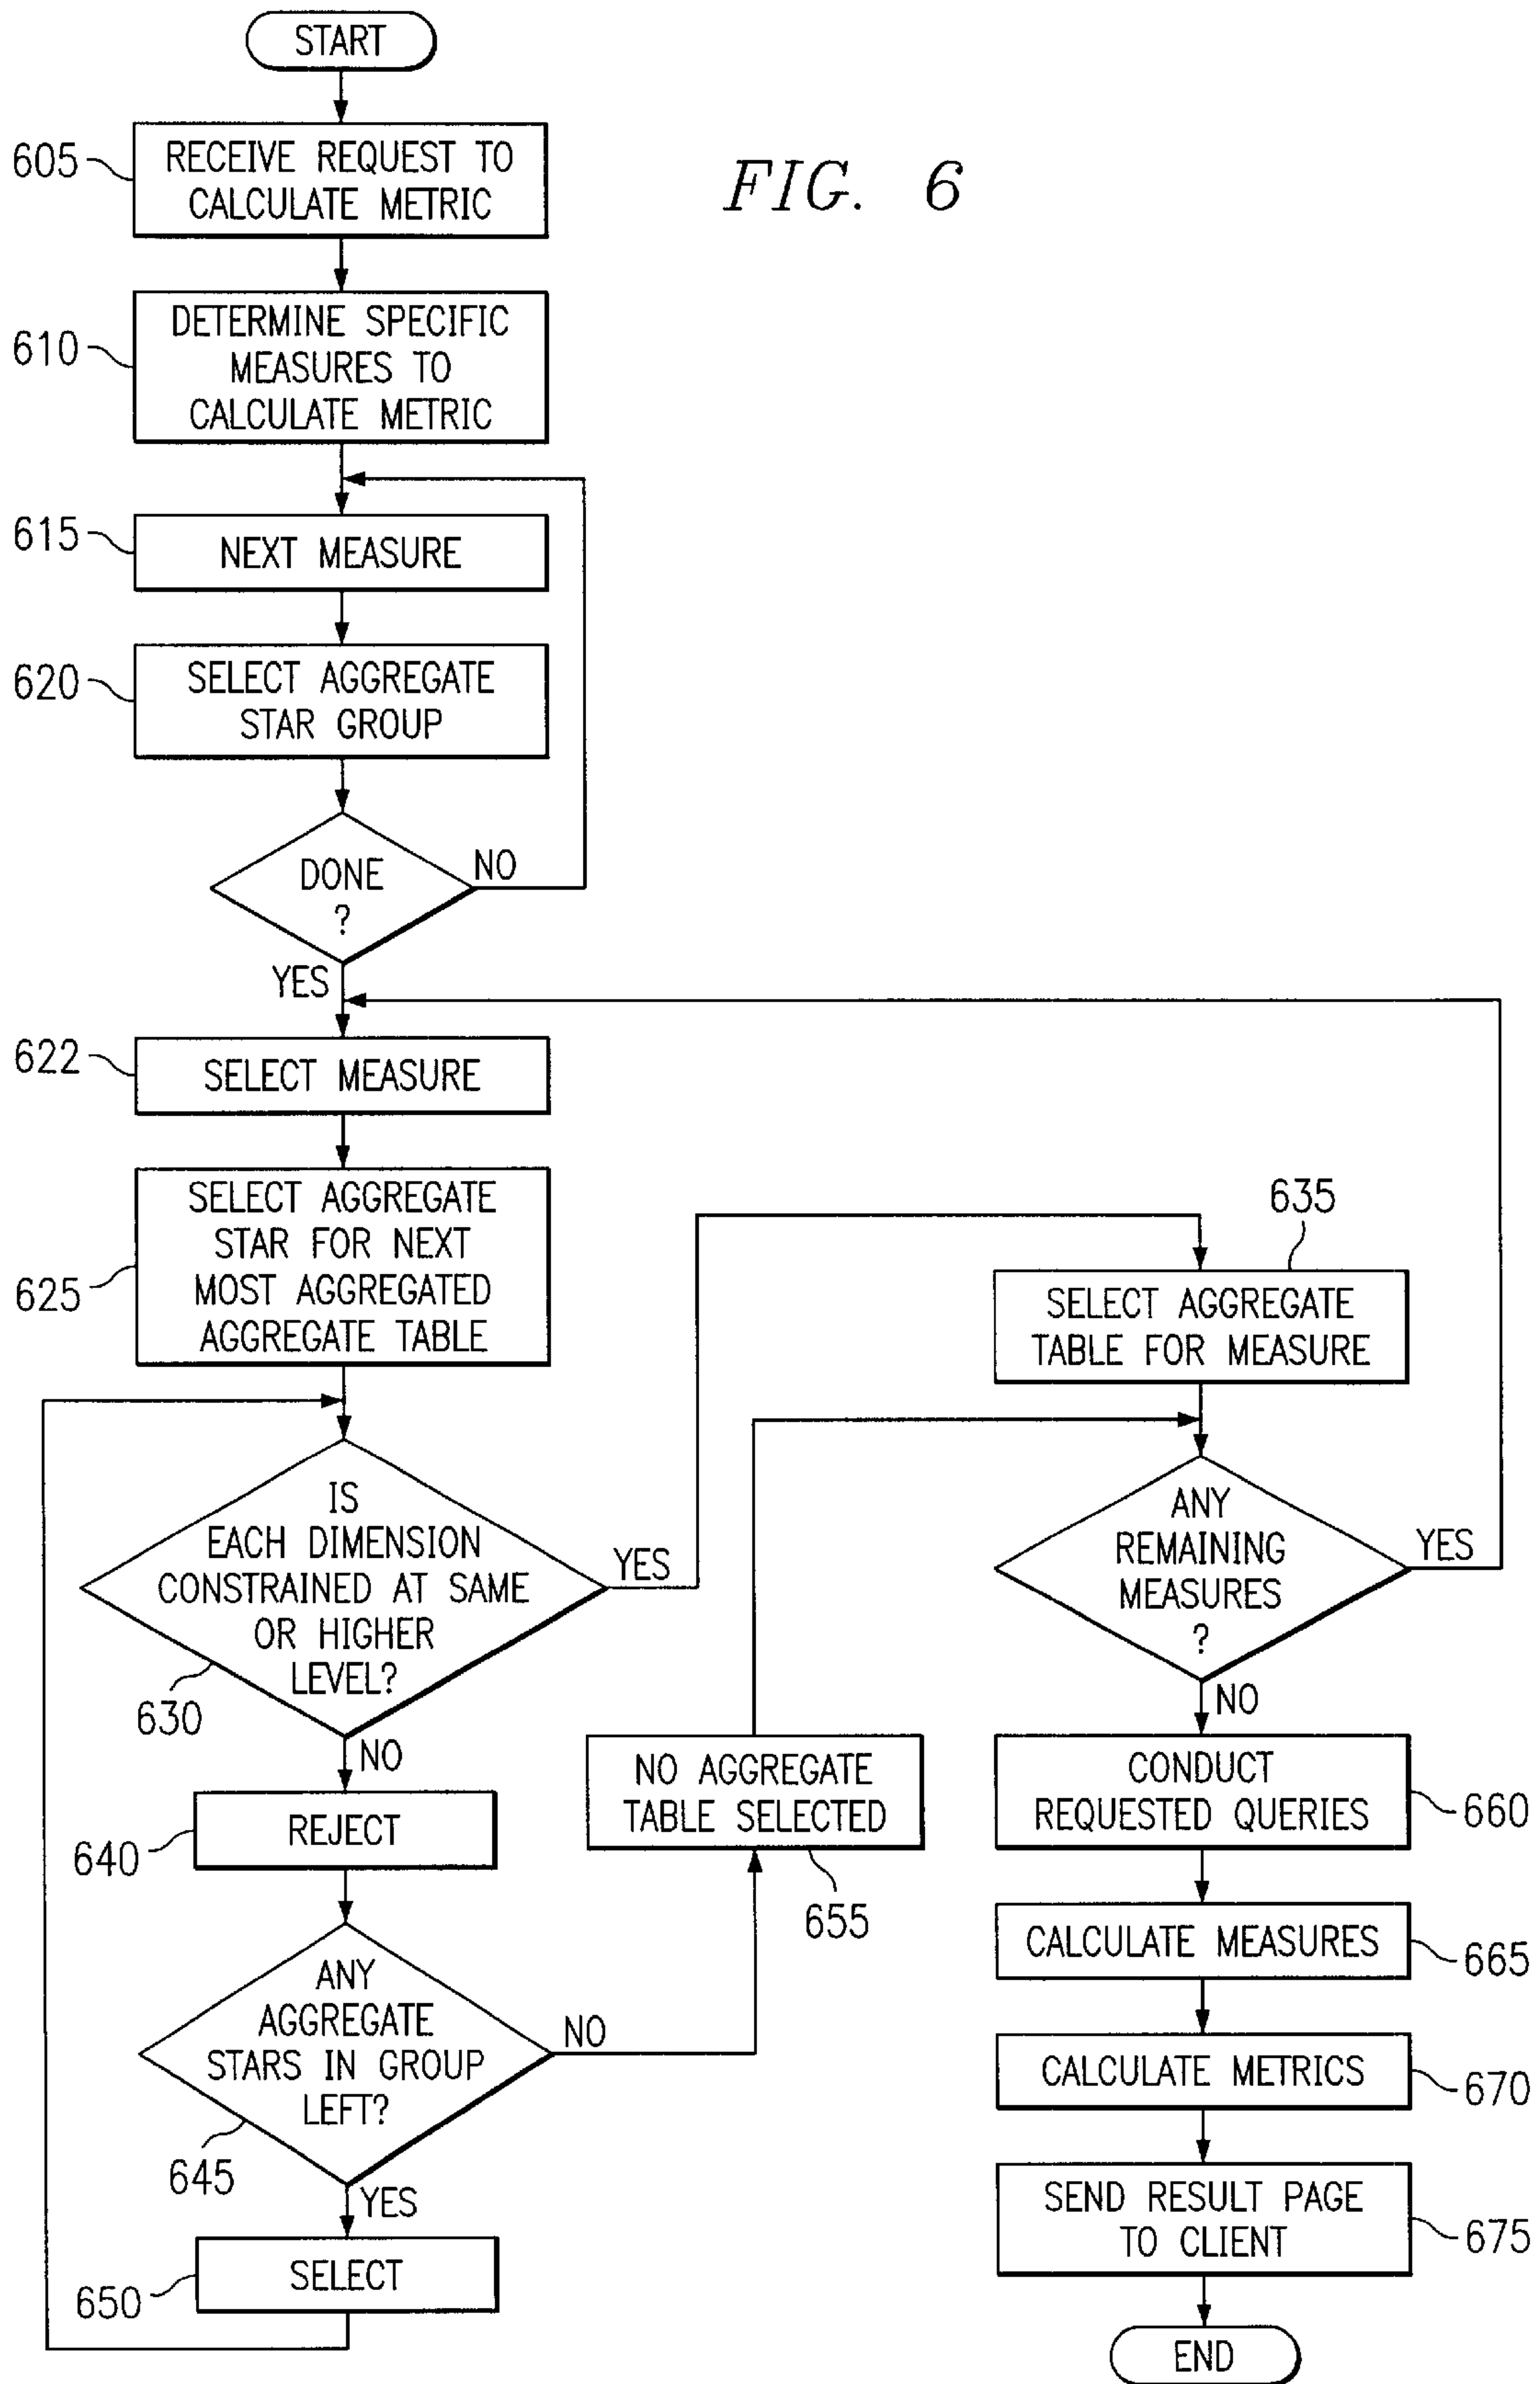 START
605
RECEIVE REQUEST TO
CALCULATE METRIC
FIG. 6
610
DETERMINE SPECIFIC
MEASURES TO
CALCULATE METRIC
615
NEXT MEASURE
620
SELECT AGGREGATE
STAR GROUP
DONE
?
NO
YES
622
SELECT MEASURE
625
SELECT AGGREGATE
STAR FOR NEXT
MOST AGGREGATED
AGGREGATE TABLE
IS
EACH DIMENSION
CONSTRAINED AT SAME
OR HIGHER
LEVEL?
YES
630
NO
REJECT
640
ANY
AGGREGATE
STARS IN GROUP
LEFT?
NO
645
YES
SELECT
650
NO AGGREGATE
TABLE SELECTED
655
635
SELECT AGGREGATE
TABLE FOR MEASURE
ANY
REMAINING
MEASURES
?
YES
NO
CONDUCT
REQUESTED QUERIES
660
CALCULATE MEASURES
665
CALCULATE METRICS
670
SEND RESULT PAGE
TO CLIENT
675
END